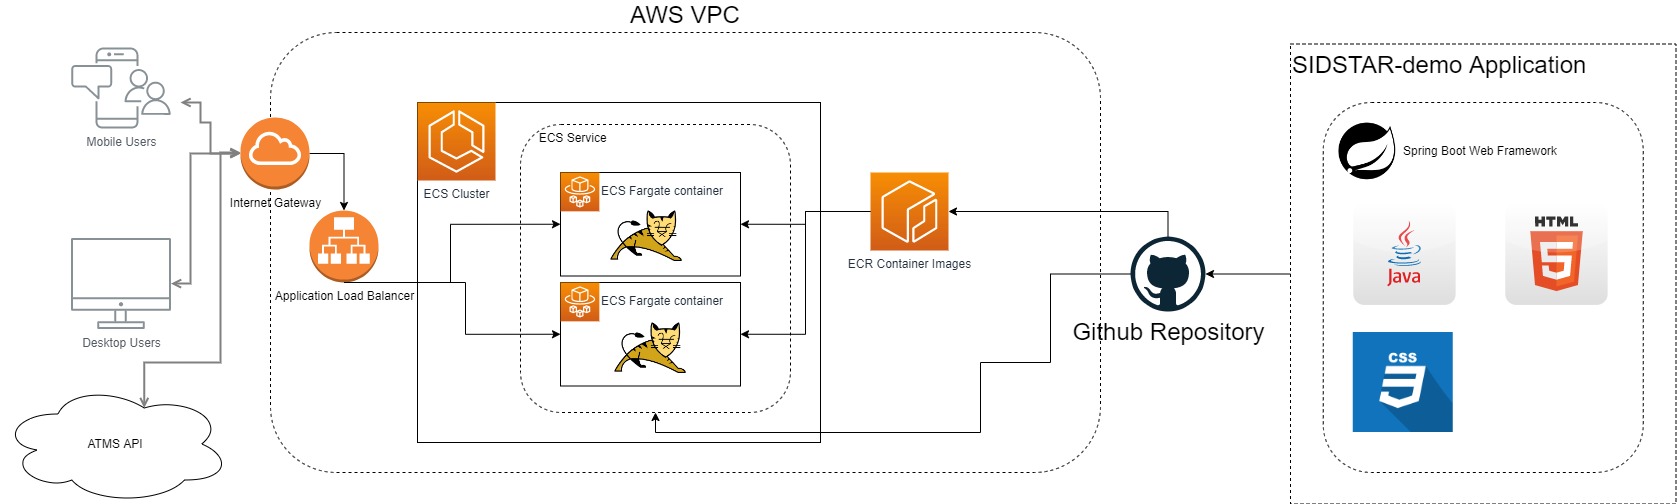 AWS VPC
SIDSTAR-demo Application
Mobile Users
Internet Gateway
Application Load Balancer
Desktop Users
ATMS API
ECS Cluster
ECS Service
ECS Fargate container
ECS Fargate container
ECR Container Images
Github Repository
Spring Boot Web Framework
Java
HTML
5
CSS
3